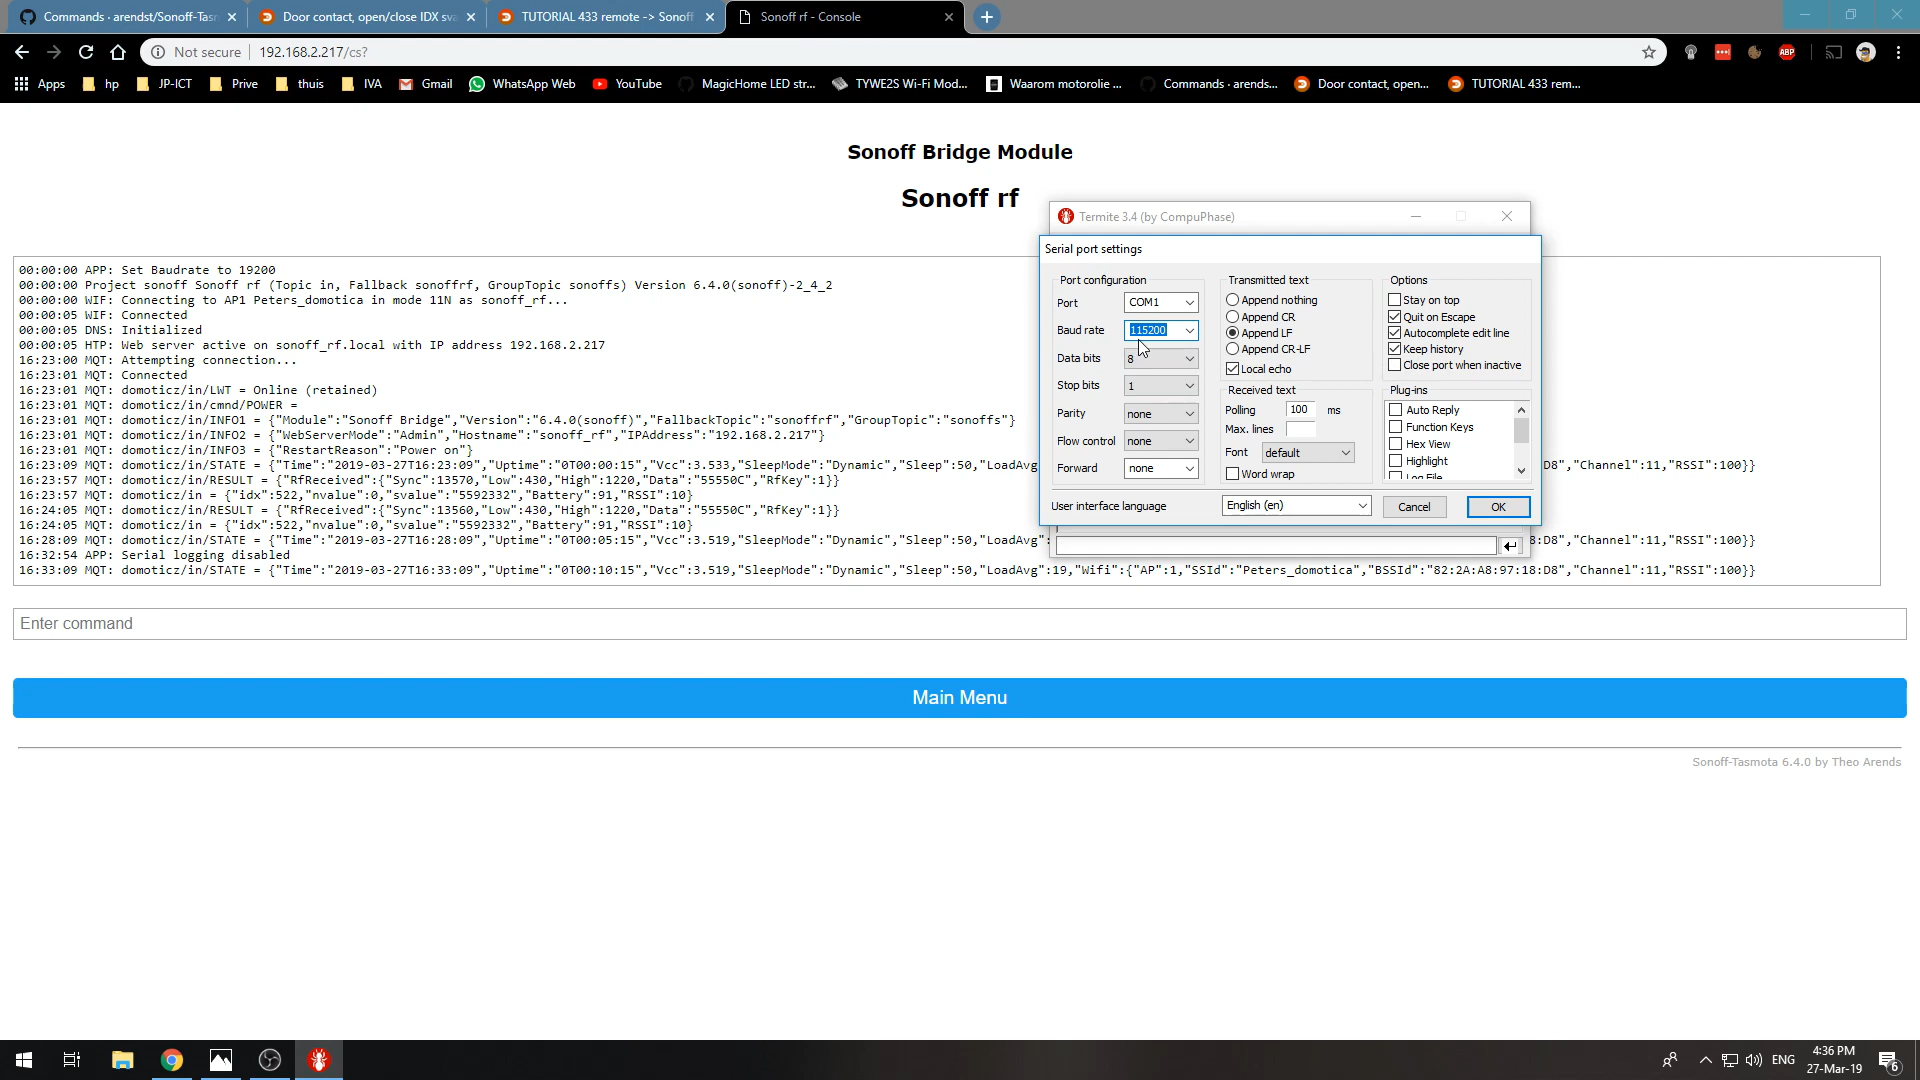 Commands · arendst/Sonoff-Tasm
Door contact, open/close IDX sva
TUTORIAL 433 remote -> Sonoff
Sonoff rf - Console
Not secure
192.168.2.217/cs?
ABP
Apps
hp
JP-ICT
Prive
thuis
IVA
Gmail
WhatsApp Web
YouTube
MagicHome LED str...
TYWE2S Wi-Fi Mod...
Waarom motorolie ...
Commands · arends...
Door contact, open...
TUTORIAL 433 rem...
Sonoff Bridge Module
Sonoff rf
00:00:00 APP: Set Baudrate to 19200
00:00:00 Project sonoff Sonoff rf (Topic in, Fallback sonoffrf, GroupTopic sonoffs) Version 6.4.0(sonoff)-2_4_2
00:00:00 WIF: Connecting to AP1 Peters_domotica in mode 11N as sonoff_rf...
00:00:05 WIF: Connected
00:00:05 DNS: Initialized
00:00:05 HTP: Web server active on sonoff_rf.local with IP address 192.168.2.217
16:23:00 MQT: Attempting connection...
16:23:01 MQT: Connected
16:23:01 MQT: domoticz/in/LWT = Online (retained)
16:23:01 MQT: domoticz/in/cmnd/POWER =
16:23:01 MQT: domoticz/in/INFO1 = {"Module":"Sonoff Bridge","Version":"6.4.0(sonoff)","FallbackTopic":"sonoffrf","GroupTopic":"sonoffs"}
16:23:01 MQT: domoticz/in/INFO2 = {"WebServerMode":"Admin","Hostname":"sonoff_rf","IPAddress":"192.168.2.217"}
16:23:01 MQT: domoticz/in/INFO3 = {"RestartReason":"Power on"}
16:23:09 MQT: domoticz/in/STATE = {"Time":"2019-03-27T16:23:09","Uptime":"0T00:00:15","Vcc":3.533,"SleepMode":"Dynamic","Sleep":50,"LoadAvg D8","Channel":11,"RSSI":100}}
16:23:57 MQT: domoticz/in/RESULT = {"RfReceived":{"Sync":13570,"Low":430,"High":1220,"Data":"55550C","RfKey":1}}
16:23:57 MQT: domoticz/in = {"idx":522,"nvalue":0,"svalue":"5592332","Battery":91,"RSSI":10}
16:24:05 MQT: domoticz/in/RESULT = {"RfReceived":{"Sync":13560,"Low":430,"High":1220,"Data":"55550C","RfKey":1}}
16:24:05 MQT: domoticz/in = {"idx":522,"nvalue":0,"svalue":"5592332","Battery":91,"RSSI":10}
16:28:09 MQT: domoticz/in/STATE = {"Time":"2019-03-27T16:28:09","Uptime":"0T00:05:15","Vcc":3.519,"SleepMode":"Dynamic","Sleep":50,"LoadAvg": 8:D8","Channel":11,"RSSI":100}}
16:32:54 APP: Serial logging disabled
16:33:09 MQT: domoticz/in/STATE = {"Time":"2019-03-27T16:33:09","Uptime":"0T00:10:15","Vcc":3.519,"SleepMode":"Dynamic","Sleep":50,"LoadAvg":19,"Wifi":{"AP":1,"SSId":"Peters_domotica","BSSId":"82:2A:A8:97:18:D8","Channel":11,"RSSI":100}}
Termite 3.4 (by CompuPhase)
Serial port settings
Port configuration
Port COM1
Baud rate 115200
Data bits 8
Stop bits 1
Parity none
Flow control none
Forward none
Transmitted text
Append nothing
Append CR
Append LF
Append CR-LF
Local echo
Received text
Polling 100 ms
Max. lines
Font default
Word wrap
Options
Stay on top
Quit on Escape
Autocomplete edit line
Keep history
Close port when inactive
Plug-ins
Auto Reply
Function Keys
Hex View
Highlight
Log File
User interface language English (en)
Cancel
OK
Enter command
Main Menu
Sonoff-Tasmota 6.4.0 by Theo Arends
ENG
4:36 PM
27-Mar-19
6